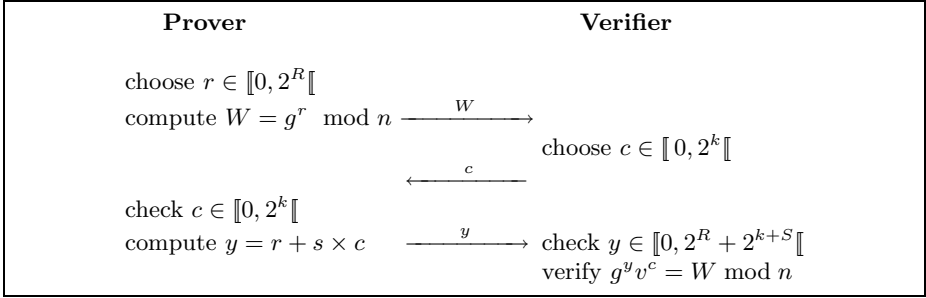 Prover Verifier
choose r ∈ ⟦0, 2^R⟦
compute W = g^r mod n W
choose c ∈ ⟦ 0, 2^k⟦
c
check c ∈ ⟦0, 2^k⟦
compute y = r + s × c y check y ∈ ⟦0, 2^R + 2^{k+S}⟦
verify g^y v^c = W mod n